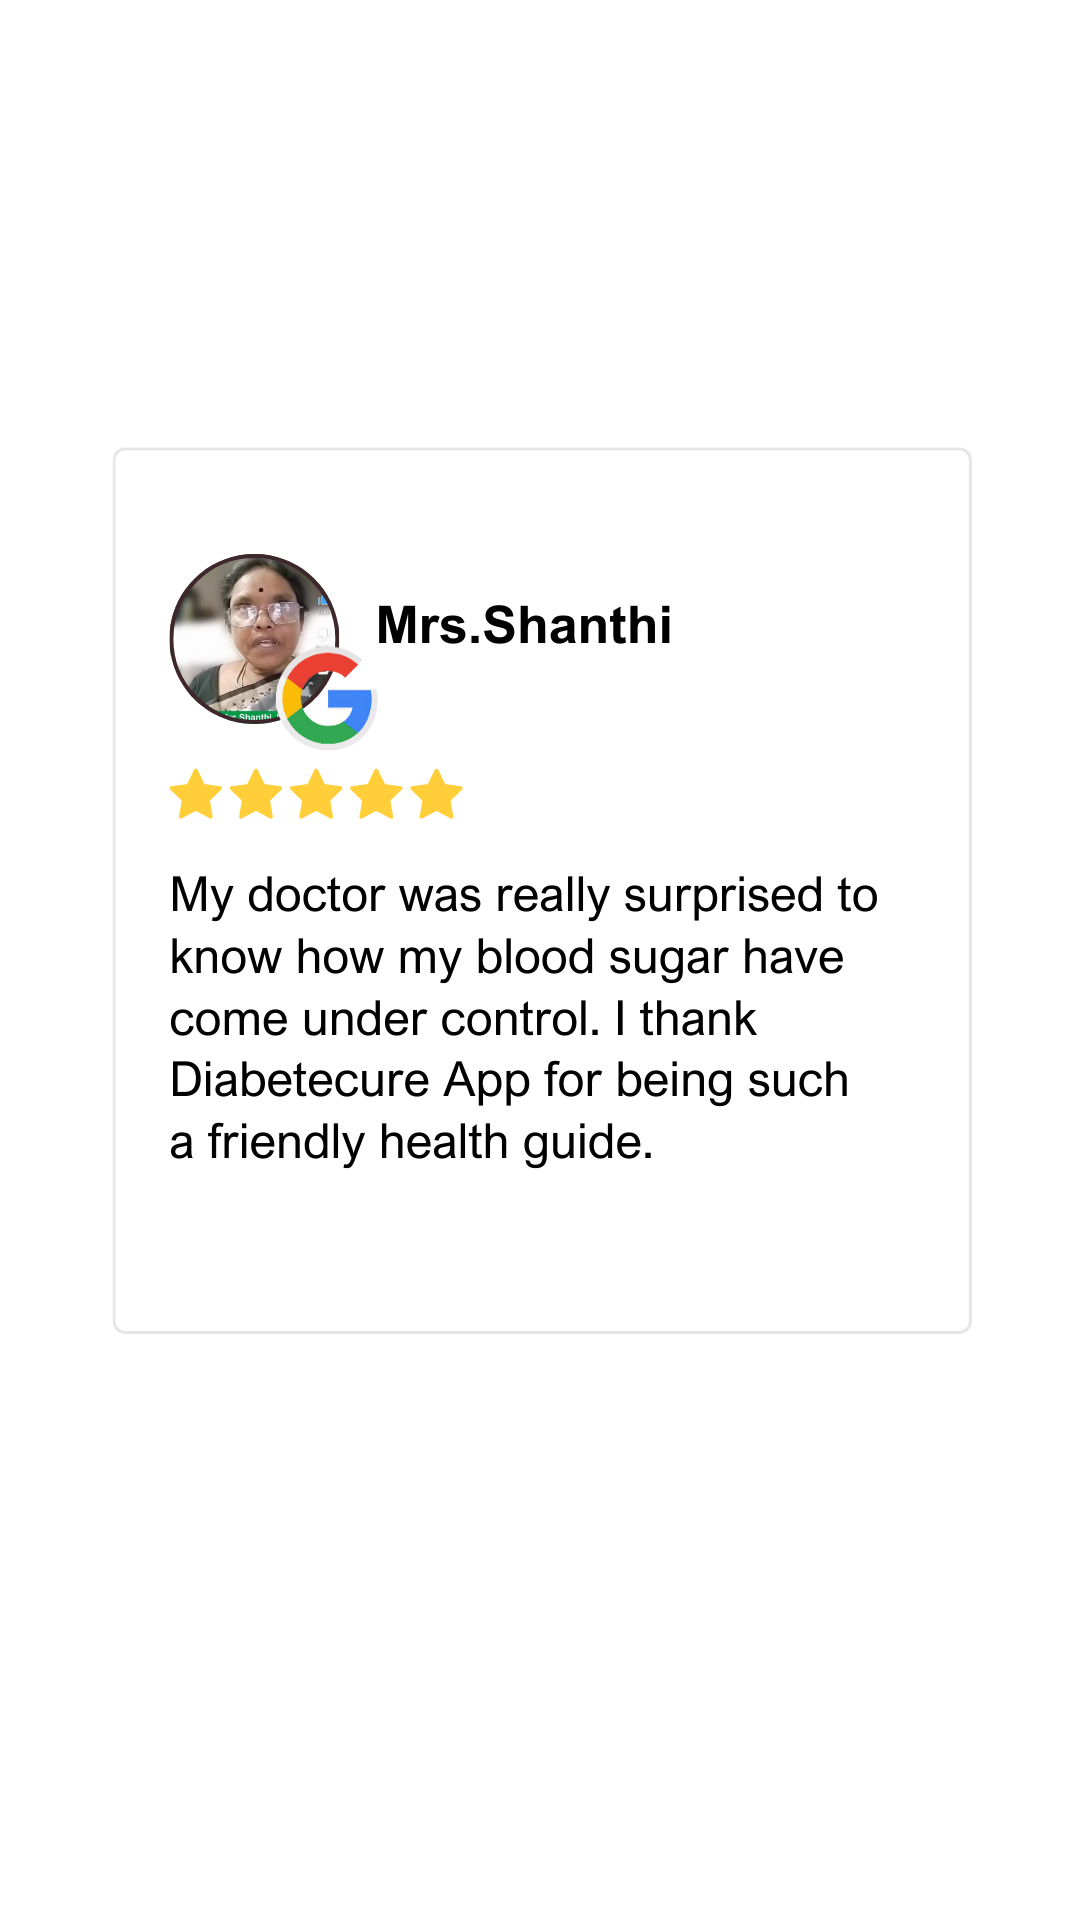 Mrs.Shanthi
Shanthi
My doctor was really surprised to
know how my blood sugar have
come under control. I thank
Diabetecure App for being such
a friendly health guide.